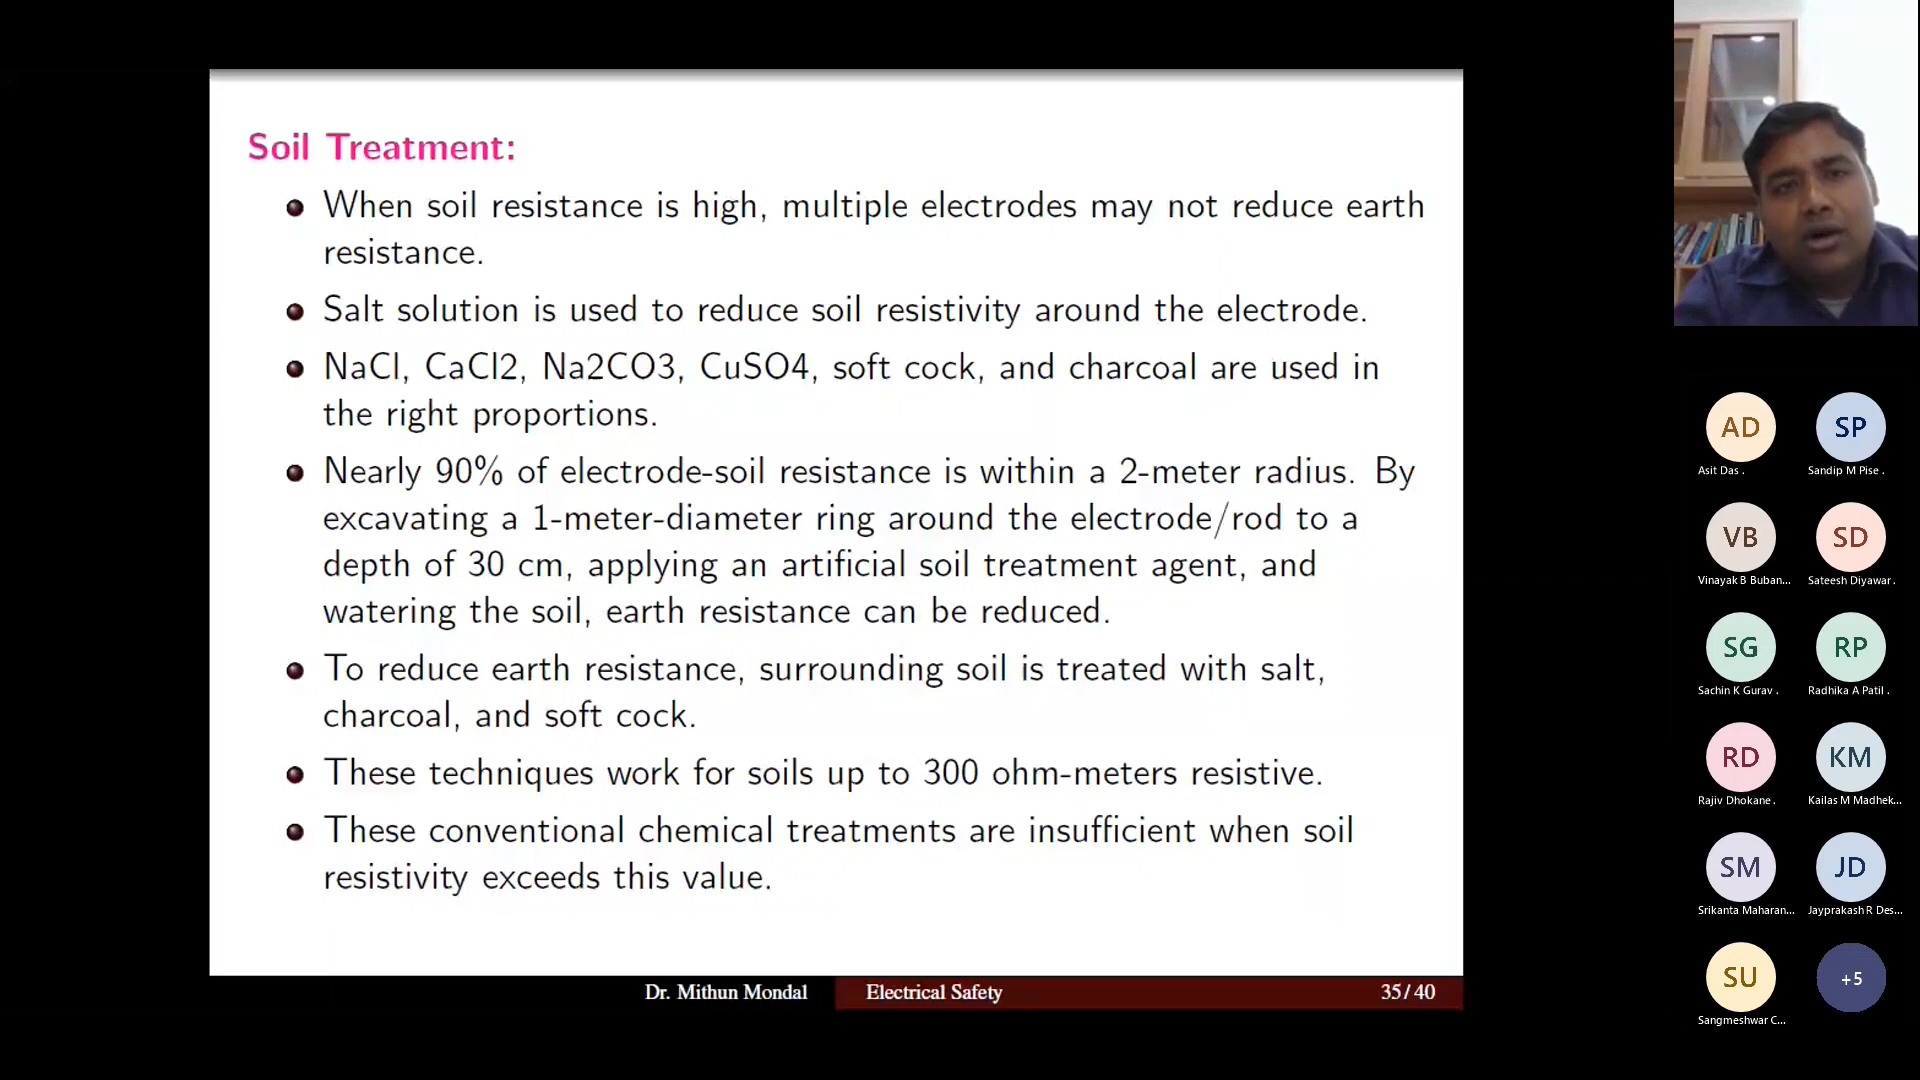 Soil Treatment:
When soil resistance is high, multiple electrodes may not reduce earth
resistance.
Salt solution is used to reduce soil resistivity around the electrode.
NaCl, CaCl2, Na2CO3, CuSO4, soft cock, and charcoal are used in
the right proportions.
Nearly 90% of electrode-soil resistance is within a 2-meter radius. By
excavating a 1-meter-diameter ring around the electrode/rod to a
depth of 30 cm, applying an artificial soil treatment agent, and
watering the soil, earth resistance can be reduced.
To reduce earth resistance, surrounding soil is treated with salt,
charcoal, and soft cock.
These techniques work for soils up to 300 ohm-meters resistive.
These conventional chemical treatments are insufficient when soil
resistivity exceeds this value.
Dr. Mithun Mondal Electrical Safety 35/40
AD SP
Asit Das . Sandip M Pise .
VB SD
Vinayak B Buban... Sateesh Diyawar .
SG RP
Sachin K Gurav . Radhika A Patil .
RD KM
Rajiv Dhokane . Kailas M Madhek...
SM JD
Srikanta Maharan... Jayprakash R Des...
SU +5
Sangmeshwar C...